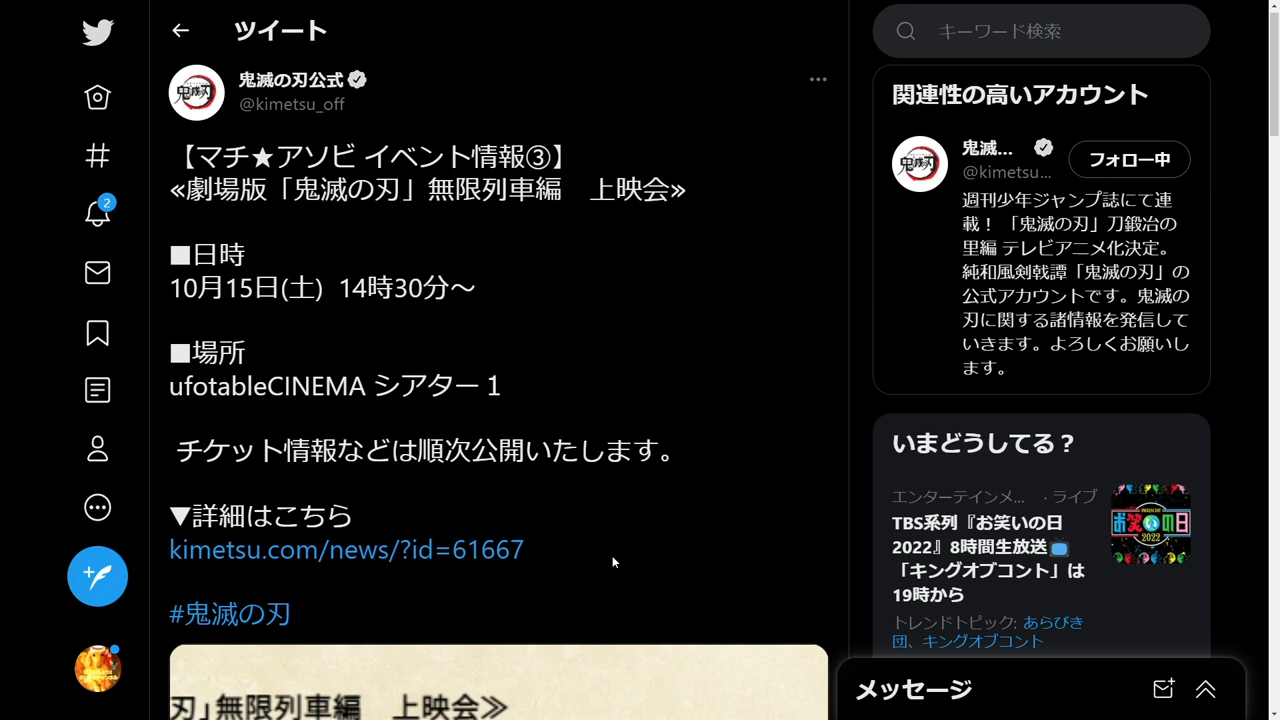 ツイート
鬼滅の刃公式
@kimetsu_off
【マチ★アソビ イベント情報③】
≪劇場版「鬼滅の刃」無限列車編　上映会≫
■日時
10月15日(土)  14時30分〜
■場所
ufotableCINEMA シアター１
チケット情報などは順次公開いたします。
▼詳細はこちら
kimetsu.com/news/?id=61667
#鬼滅の刃
刃」無限列車編　上映会≫
2
キーワード検索
関連性の高いアカウント
鬼滅...
@kimetsu...
フォロー中
週刊少年ジャンプ誌にて連
載！「鬼滅の刃」刀鍛冶の
里編 テレビアニメ化決定。
純和風剣戟譚「鬼滅の刃」の
公式アカウントです。鬼滅の
刃に関する諸情報を発信して
いきます。よろしくお願いし
ます。
いまどうしてる？
エンターテインメ... · ライブ
TBS系列『お笑いの日
2022』8時間生放送
「キングオブコント」は
19時から
トレンドトピック: あらびき
団、キングオブコント
お笑いの日
2022
メッセージ